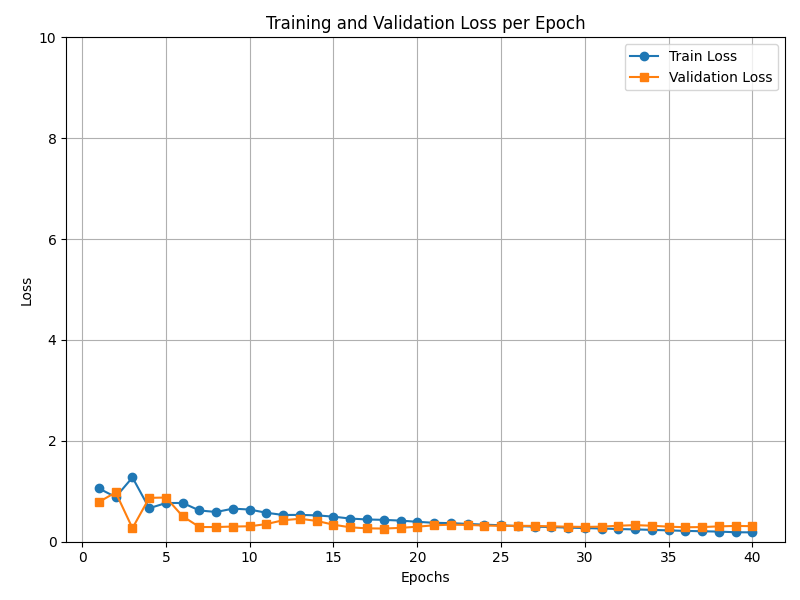 Training and Validation Loss per Epoch
Train Loss
Validation Loss
Loss
10
8
6
4
2
0
0 5 10 15 20 25 30 35 40
Epochs